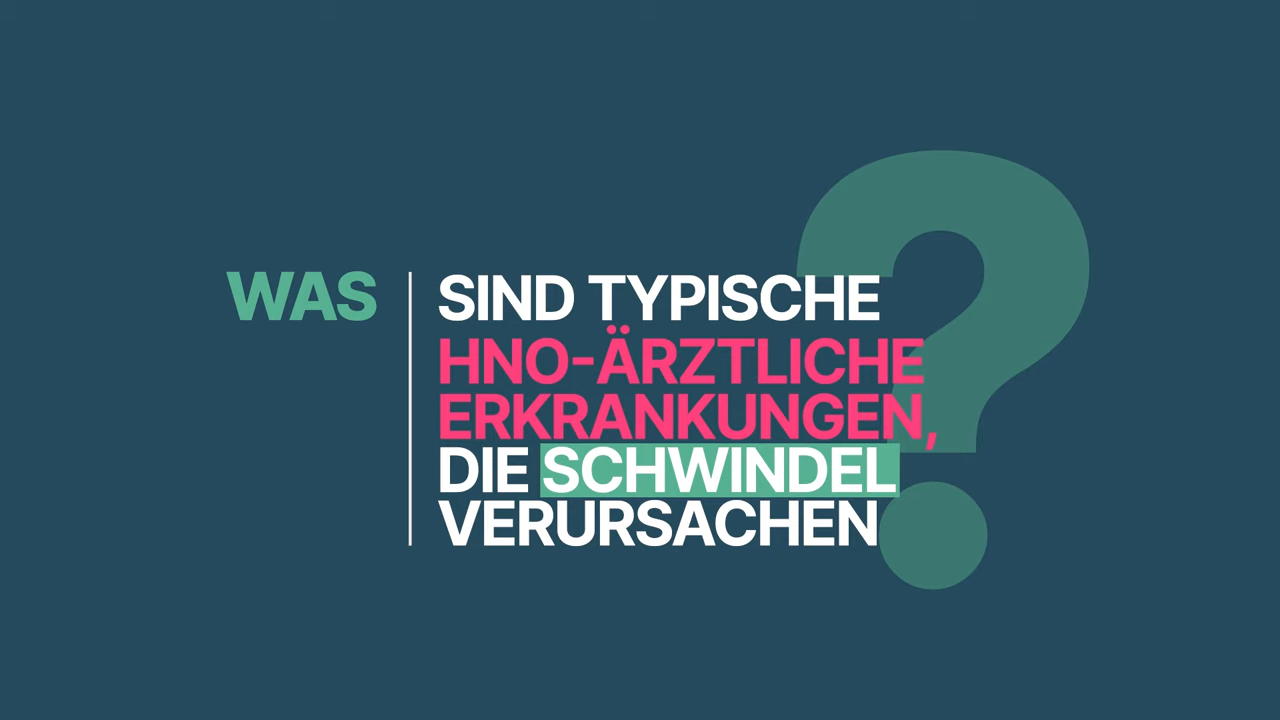 WAS
SIND TYPISCHE
HNO-ÄRZTLICHE
ERKRANKUNGEN,
DIE SCHWINDEL
VERURSACHEN
?